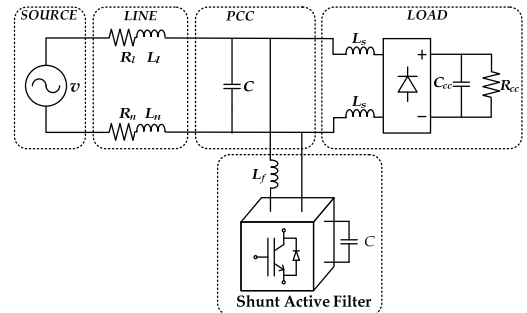 SOURCE LINE PCC LOAD
R_l L_l L_s
v C + C_cc R_cc
R_n L_n L_s −
L_f
C
Shunt Active Filter